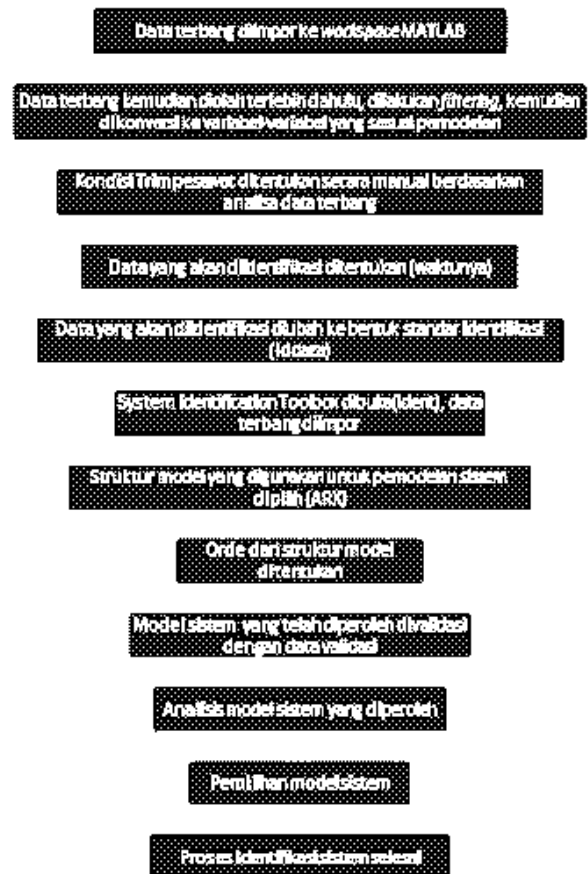 Data terbang diimpor ke workspace MATLAB
Data terbang kemudian diolah terlebih dahulu, dilakukan filtering, kemudian
dikonversi ke variabel-variabel yang sesuai pemodelan
Kondisi Trim pesawat ditentukan secara manual berdasarkan
analisa data terbang
Data yang akan diidentifikasi ditentukan (waktunya)
Data yang akan diidentifikasi diubah ke bentuk standar identifikasi
(iddata)
System Identification Toolbox dibuka(ident), data
terbang diimpor
Struktur model yang digunakan untuk pemodelan sistem
dipilih (ARX)
Orde dan struktur model
ditentukan
Model sistem yang telah diperoleh divalidasi
dengan data validasi
Analisis model sistem yang diperoleh
Pemilihan model sistem
Proses identifikasi sistem selesai